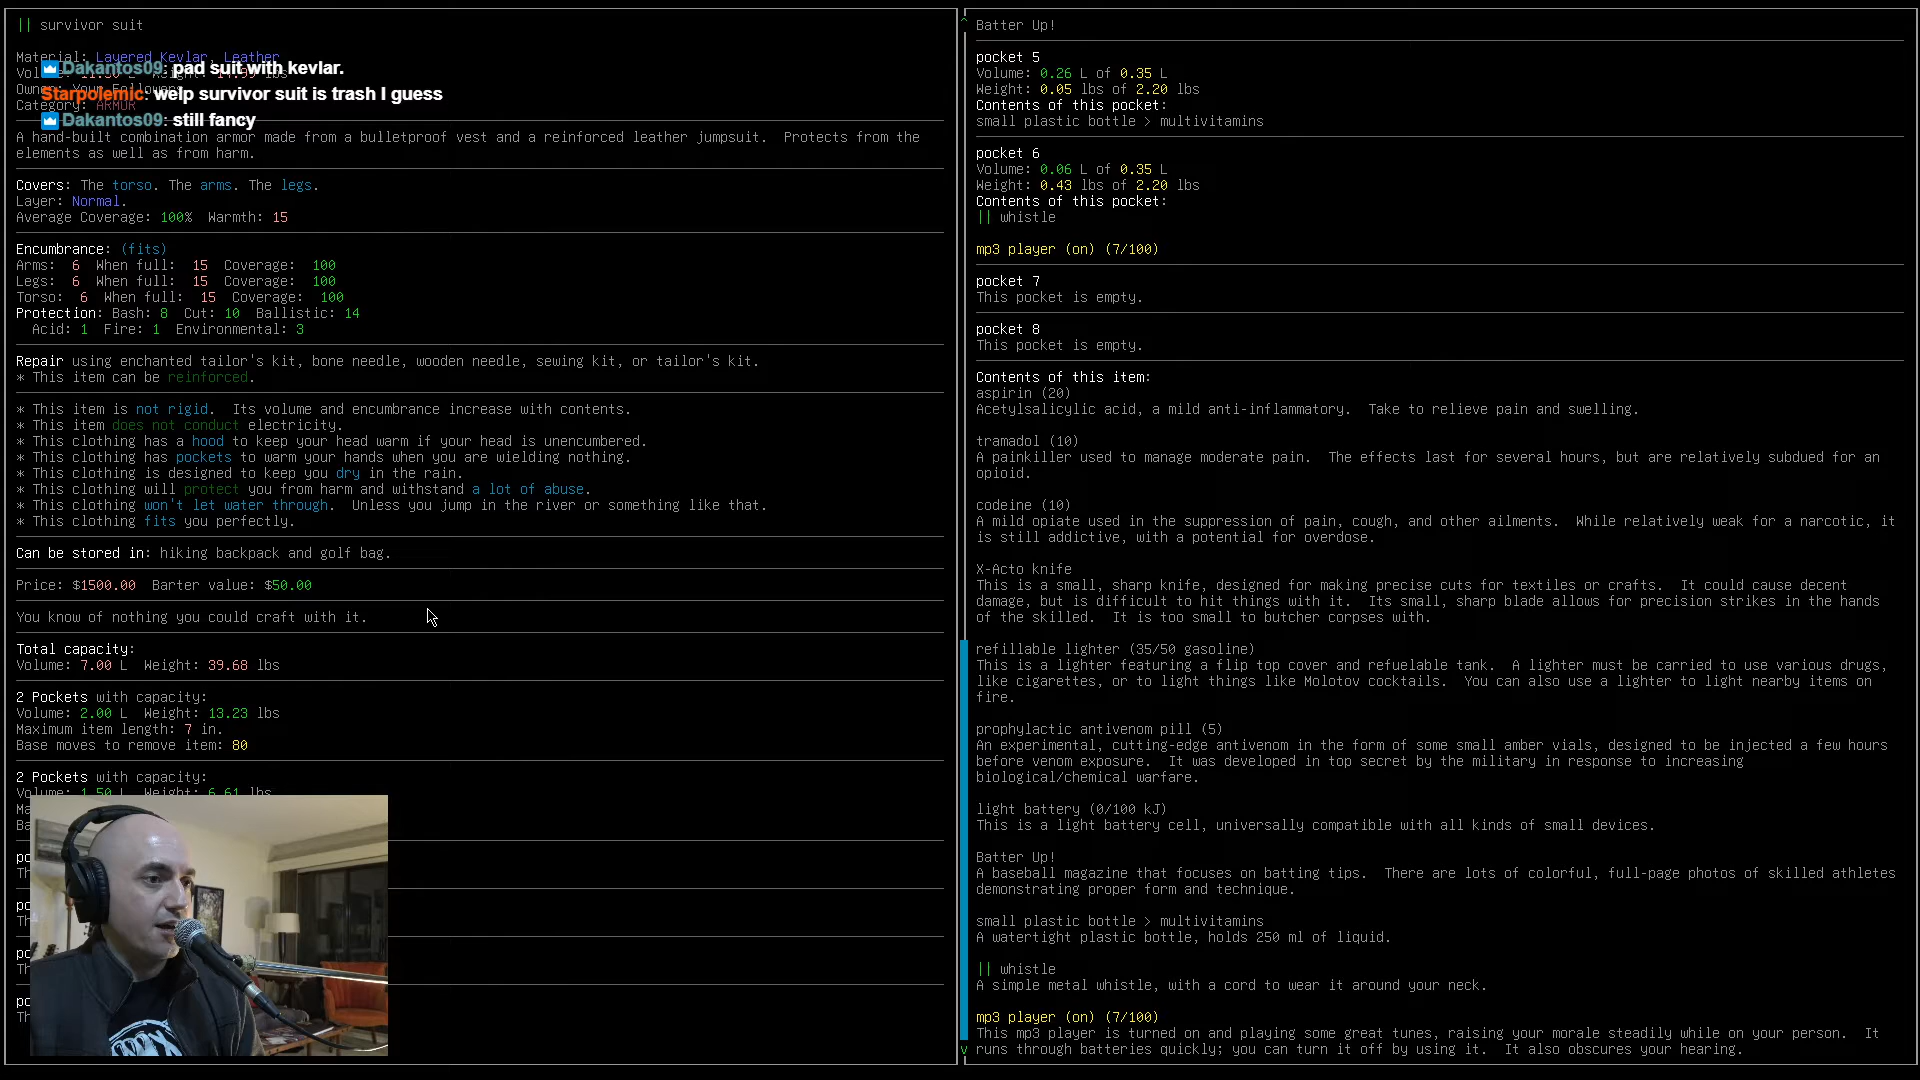 || survivor suit
Material: Layered Kevlar, Leather
Dakantos09: pad suit with kevlar.
Starpolemic: welp survivor suit is trash I guess
Category: ARMOR
Dakantos09: still fancy
A hand-built combination armor made from a bulletproof vest and a reinforced leather jumpsuit.  Protects from the
elements as well as from harm.
Covers: The torso. The arms. The legs.
Layer: Normal.
Average Coverage: 100%  Warmth: 15
Encumbrance: (fits)
Arms:  6  When full:  15  Coverage:  100
Legs:  6  When full:  15  Coverage:  100
Torso:  6  When full:  15  Coverage:  100
Protection: Bash: 8  Cut: 10  Ballistic: 14
Acid: 1  Fire: 1  Environmental: 3
Repair using enchanted tailor's kit, bone needle, wooden needle, sewing kit, or tailor's kit.
* This item can be reinforced.
* This item is not rigid.  Its volume and encumbrance increase with contents.
* This item does not conduct electricity.
* This clothing has a hood to keep your head warm if your head is unencumbered.
* This clothing has pockets to warm your hands when you are wielding nothing.
* This clothing is designed to keep you dry in the rain.
* This clothing will protect you from harm and withstand a lot of abuse.
* This clothing won't let water through.  Unless you jump in the river or something like that.
* This clothing fits you perfectly.
Can be stored in: hiking backpack and golf bag.
Price: $1500.00  Barter value: $50.00
You know of nothing you could craft with it.
Total capacity:
Volume: 7.00 L  Weight: 39.68 lbs
2 Pockets with capacity:
Volume: 2.00 L  Weight: 13.23 lbs
Maximum item length: 7 in.
Base moves to remove item: 80
2 Pockets with capacity:
Volume: 1.50 L  Weight: 6.61 lbs
Batter Up!
pocket 5
Volume: 0.26 L of 0.35 L
Weight: 0.05 lbs of 2.20 lbs
Contents of this pocket:
small plastic bottle > multivitamins
pocket 6
Volume: 0.06 L of 0.35 L
Weight: 0.43 lbs of 2.20 lbs
Contents of this pocket:
|| whistle
mp3 player (on) (7/100)
pocket 7
This pocket is empty.
pocket 8
This pocket is empty.
Contents of this item:
aspirin (20)
Acetylsalicylic acid, a mild anti-inflammatory.  Take to relieve pain and swelling.
tramadol (10)
A painkiller used to manage moderate pain.  The effects last for several hours, but are relatively subdued for an
opioid.
codeine (10)
A mild opiate used in the suppression of pain, cough, and other ailments.  While relatively weak for a narcotic, it
is still addictive, with a potential for overdose.
X-Acto knife
This is a small, sharp knife, designed for making precise cuts for textiles or crafts.  It could cause decent
damage, but is difficult to hit things with it.  Its small, sharp blade allows for precision strikes in the hands
of the skilled.  It is too small to butcher corpses with.
refillable lighter (35/50 gasoline)
This is a lighter featuring a flip top cover and refuelable tank.  A lighter must be carried to use various drugs,
like cigarettes, or to light things like Molotov cocktails.  You can also use a lighter to light nearby items on
fire.
prophylactic antivenom pill (5)
An experimental, cutting-edge antivenom in the form of some small amber vials, designed to be injected a few hours
before venom exposure.  It was developed in top secret by the military in response to increasing
biological/chemical warfare.
light battery (0/100 kJ)
This is a light battery cell, universally compatible with all kinds of small devices.
Batter Up!
A baseball magazine that focuses on batting tips.  There are lots of colorful, full-page photos of skilled athletes
demonstrating proper form and technique.
small plastic bottle > multivitamins
A watertight plastic bottle, holds 250 ml of liquid.
|| whistle
A simple metal whistle, with a cord to wear it around your neck.
mp3 player (on) (7/100)
This mp3 player is turned on and playing some great tunes, raising your morale steadily while on your person.  It
runs through batteries quickly; you can turn it off by using it.  It also obscures your hearing.